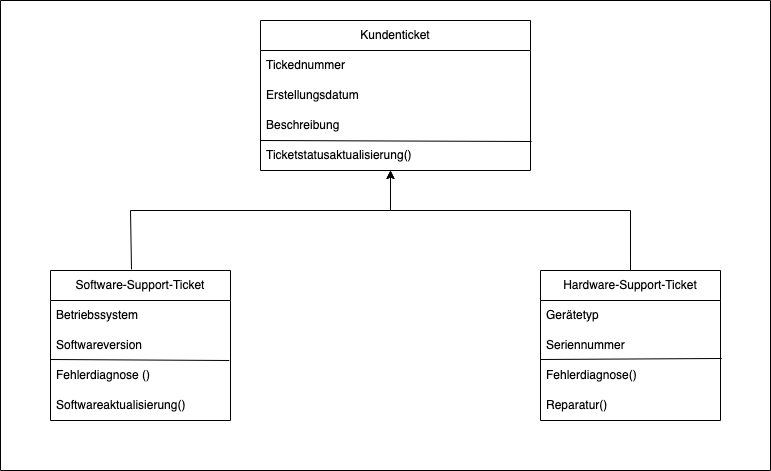 Kundenticket
Tickednummer
Erstellungsdatum
Beschreibung
Ticketstatusaktualisierung()
Software-Support-Ticket
Betriebssystem
Softwareversion
Fehlerdiagnose ()
Softwareaktualisierung()
Hardware-Support-Ticket
Gerätetyp
Seriennummer
Fehlerdiagnose()
Reparatur()